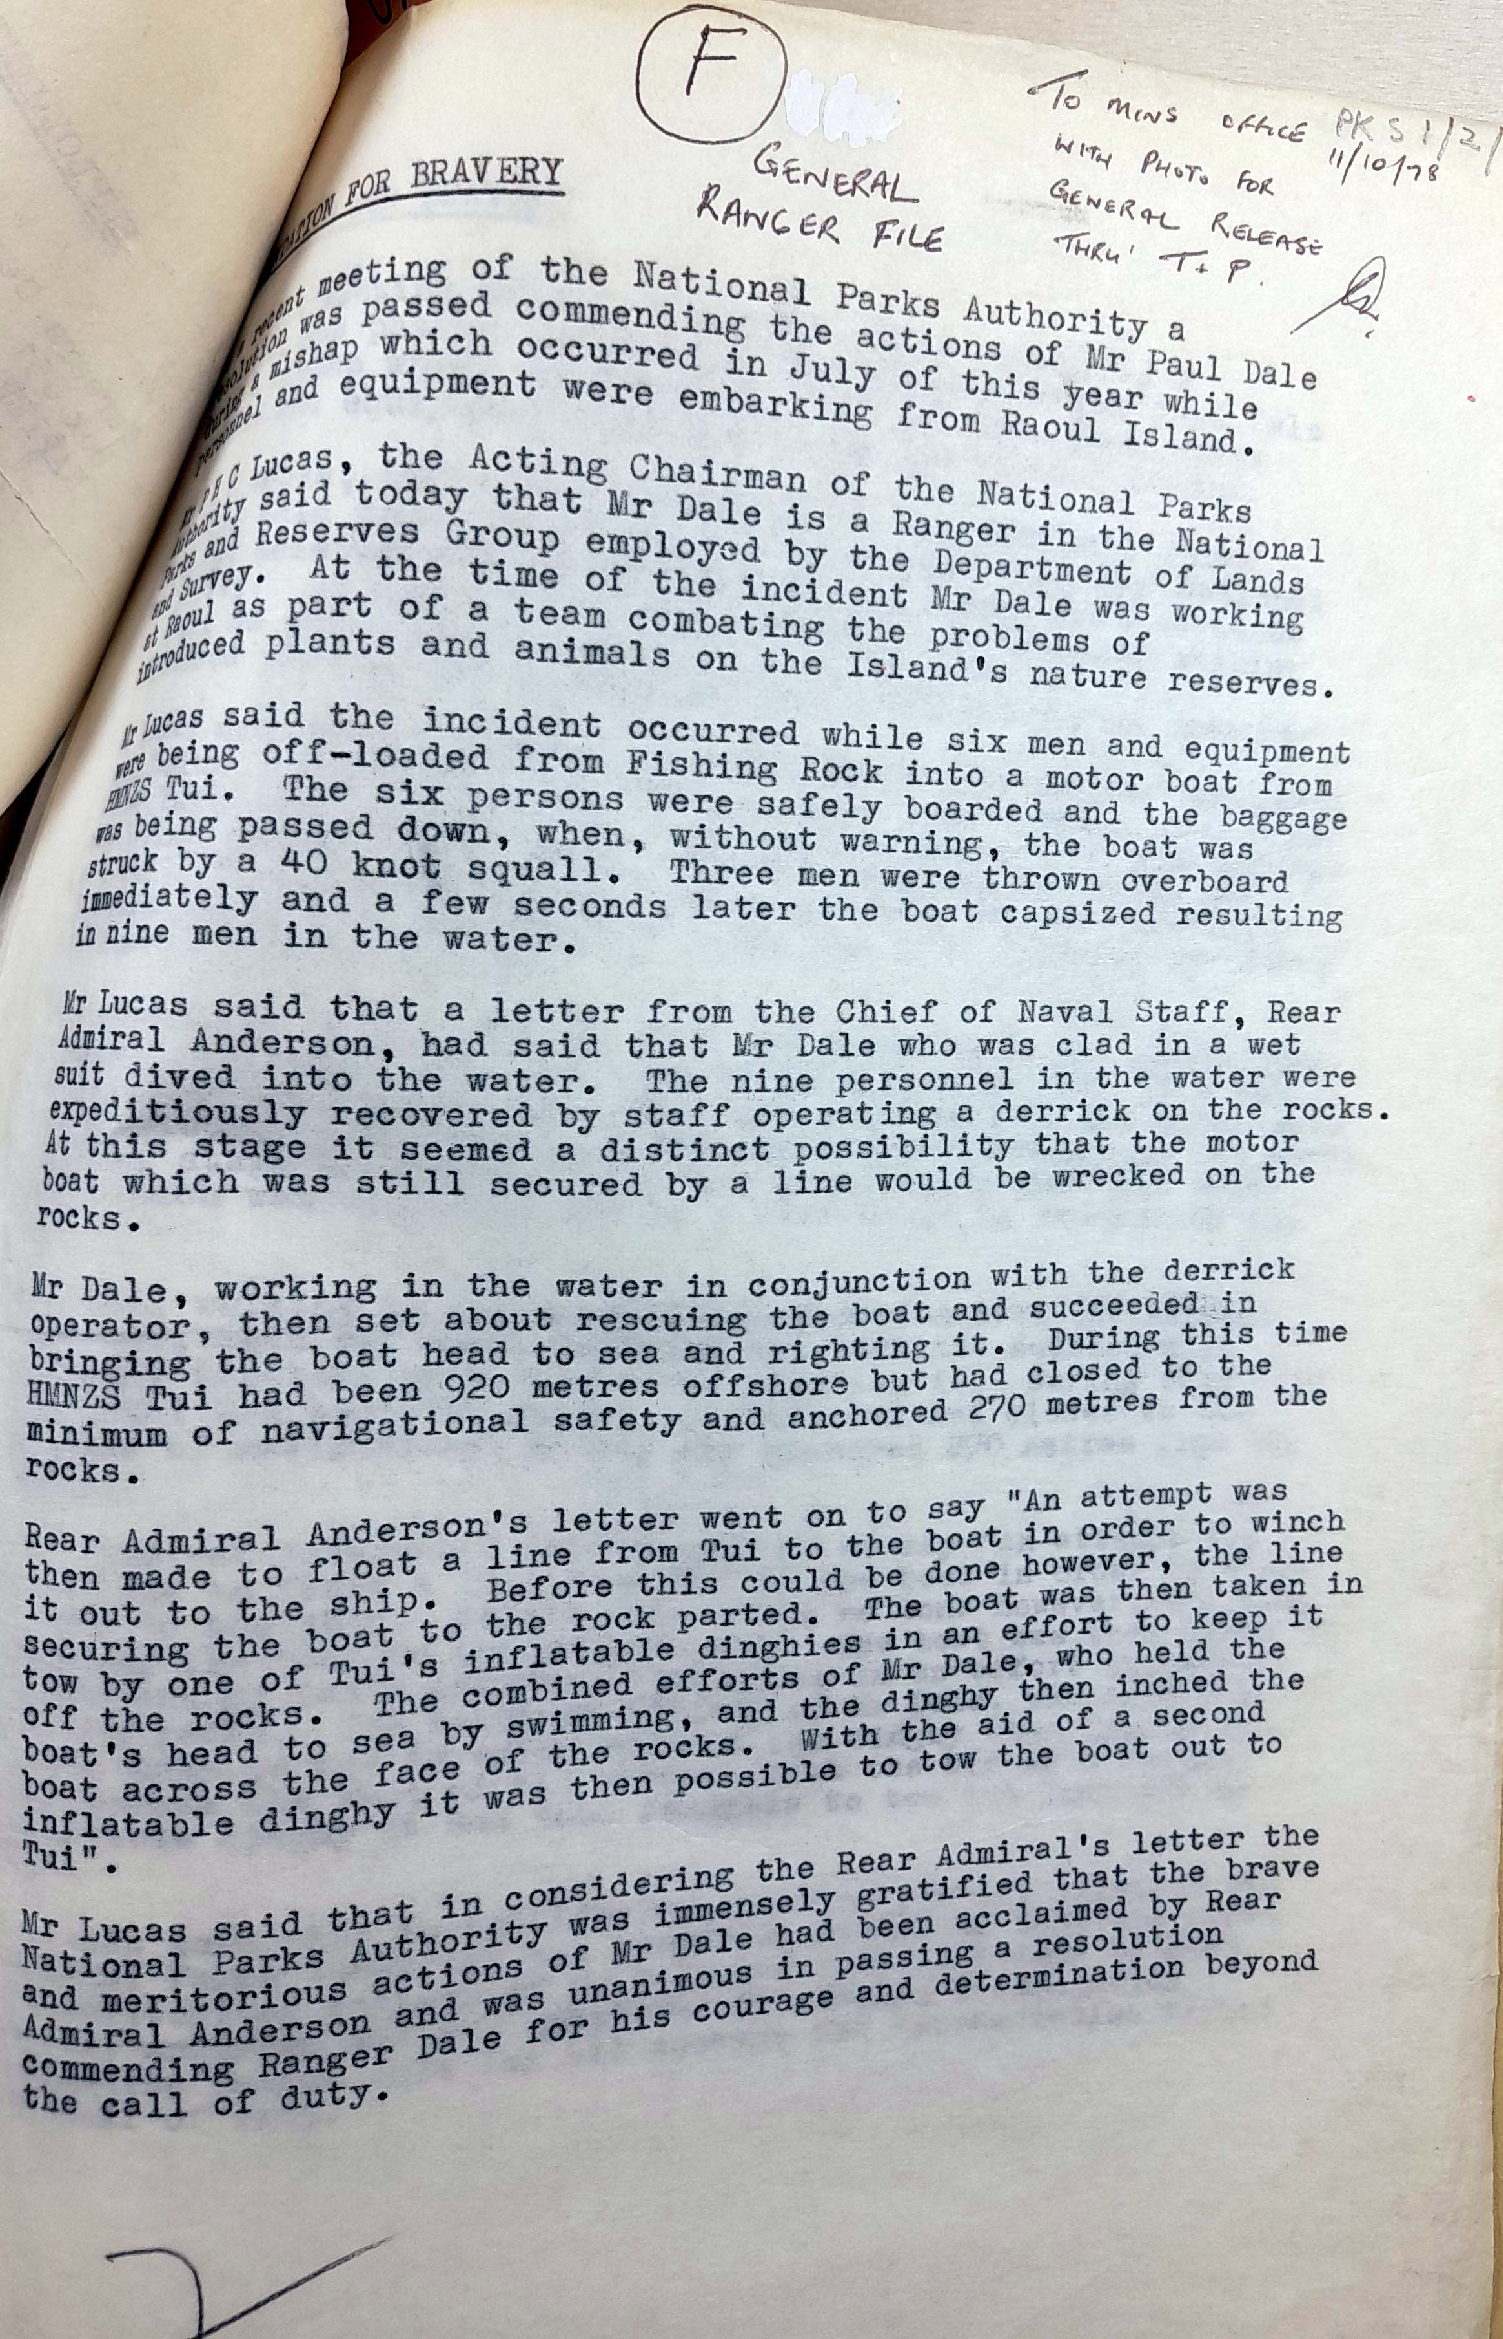 F
GENERAL
RANGER FILE
TO MINS OFFICE
WITH PHOTO FOR
GENERAL RELEASE
THRU' T + P.
PKS 1/2/
11/10/78
FOR BRAVERY
recent meeting of the National Parks Authority a
was passed commending the actions of Mr Paul Dale
during a mishap which occurred in July of this year while
personnel and equipment were embarking from Raoul Island.
Mr P H C Lucas, the Acting Chairman of the National Parks
Authority said today that Mr Dale is a Ranger in the National
Parks and Reserves Group employed by the Department of Lands
and Survey. At the time of the incident Mr Dale was working
at Raoul as part of a team combating the problems of
introduced plants and animals on the Island's nature reserves.
Mr Lucas said the incident occurred while six men and equipment
were being off-loaded from Fishing Rock into a motor boat from
HMNZS Tui. The six persons were safely boarded and the baggage
was being passed down, when, without warning, the boat was
struck by a 40 knot squall. Three men were thrown overboard
immediately and a few seconds later the boat capsized resulting
in nine men in the water.
Mr Lucas said that a letter from the Chief of Naval Staff, Rear
Admiral Anderson, had said that Mr Dale who was clad in a wet
suit dived into the water. The nine personnel in the water were
expeditiously recovered by staff operating a derrick on the rocks.
At this stage it seemed a distinct possibility that the motor
boat which was still secured by a line would be wrecked on the
rocks.
Mr Dale, working in the water in conjunction with the derrick
operator, then set about rescuing the boat and succeeded in
bringing the boat head to sea and righting it. During this time
HMNZS Tui had been 920 metres offshore but had closed to the
minimum of navigational safety and anchored 270 metres from the
rocks.
Rear Admiral Anderson's letter went on to say "An attempt was
then made to float a line from Tui to the boat in order to winch
it out to the ship. Before this could be done however, the line
securing the boat to the rock parted. The boat was then taken in
tow by one of Tui's inflatable dinghies in an effort to keep it
off the rocks. The combined efforts of Mr Dale, who held the
boat's head to sea by swimming, and the dinghy then inched the
boat across the face of the rocks. With the aid of a second
inflatable dinghy it was then possible to tow the boat out to
Tui".
Mr Lucas said that in considering the Rear Admiral's letter the
National Parks Authority was immensely gratified that the brave
and meritorious actions of Mr Dale had been acclaimed by Rear
Admiral Anderson and was unanimous in passing a resolution
commending Ranger Dale for his courage and determination beyond
the call of duty.